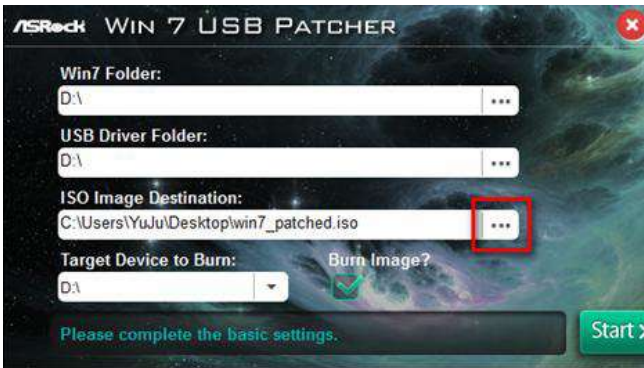 ASRock WIN 7 USB PATCHER
Win7 Folder:
D:\
...
USB Driver Folder:
D:\
...
ISO Image Destination:
C:\Users\YuJu\Desktop\win7_patched.iso
...
Target Device to Burn: Burn Image?
D:\
Please complete the basic settings.
Start